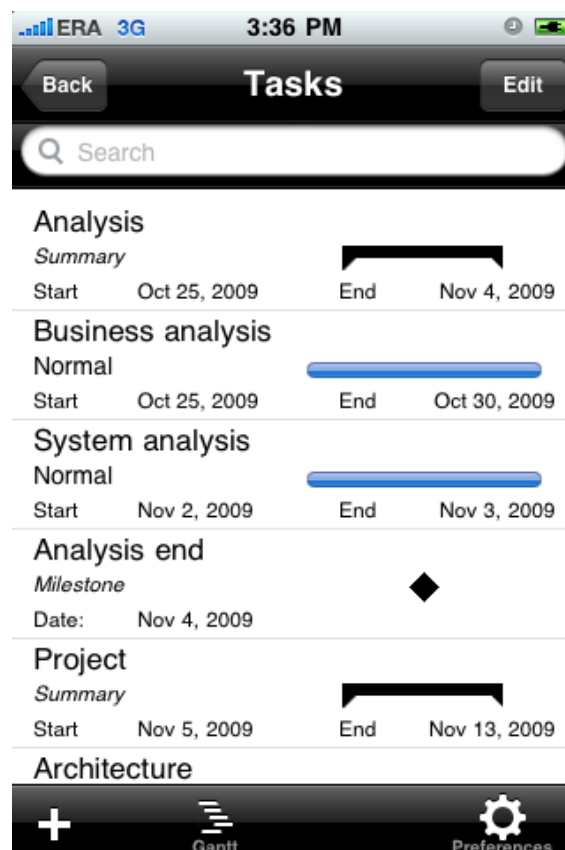 ERA 3G 3:36 PM
Back Tasks Edit
Search
Analysis
Summary
Start Oct 25, 2009 End Nov 4, 2009
Business analysis
Normal
Start Oct 25, 2009 End Oct 30, 2009
System analysis
Normal
Start Nov 2, 2009 End Nov 3, 2009
Analysis end
Milestone
Date: Nov 4, 2009
Project
Summary
Start Nov 5, 2009 End Nov 13, 2009
Architecture
Gantt Preferences